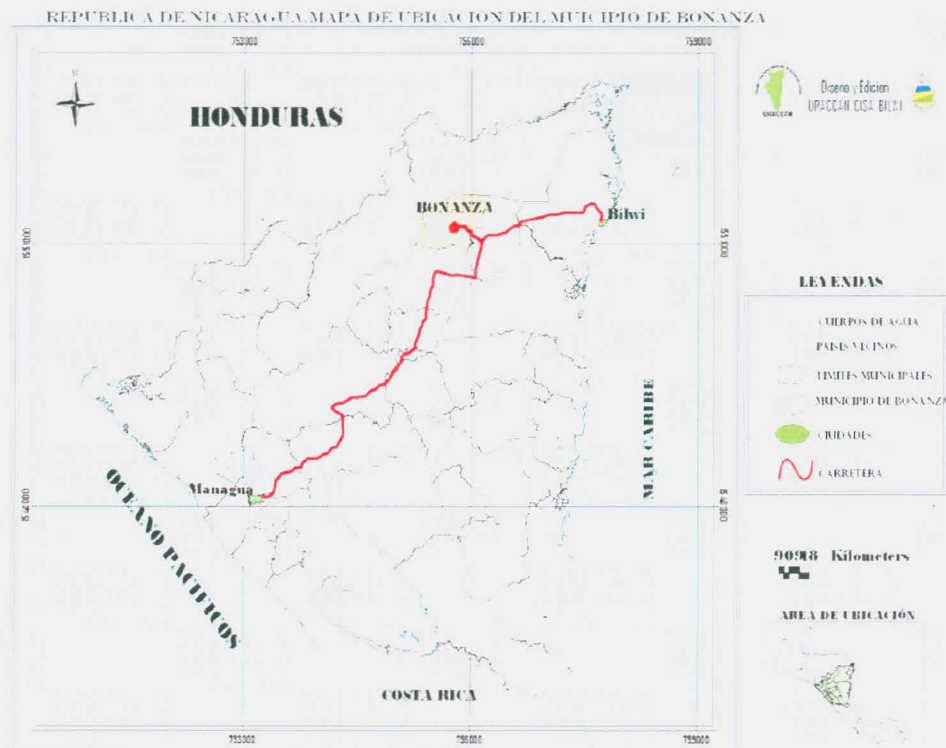 REPUBLICA DE NICARAGUA.MAPA DE UBICACION DEL MUICIPIO DE BONANZA
753000 756000 759000
N
HONDURAS
Diseno y Edicion
URACCAN CISA BILWI
URACCAN
BONANZA
Bilwi
LEYENDAS
CUERPOS DE AGUA
PAISES VECINOS
LIMITES MUNICIPALES
MUNICIPIO DE BONANZA
CIUDADES
CARRETERA
MAR CARIBE
Managua
OCEANO PACIFICOS
Kilometers
AREA DE UBICACIÓN
COSTA RICA
753000 756000 759000